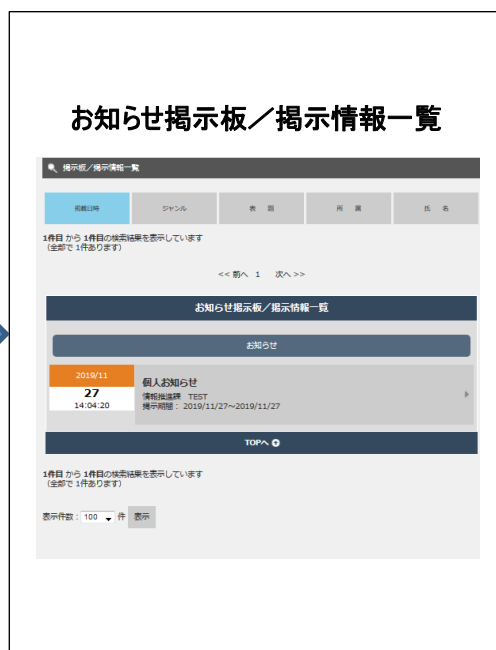 お知らせ掲示板／掲示情報一覧
掲示板／掲示情報一覧
掲載日時 ジャンル 表　題 所　属 氏　名
1件目 から 1件目の検索結果を表示しています
（全部で 1件あります）
<< 前へ 1 次へ >>
お知らせ掲示板／掲示情報一覧
お知らせ
2019/11
27
14:04:20
個人お知らせ
情報推進課 TEST
掲示期間： 2019/11/27～2019/11/27
TOPへ
1件目 から 1件目の検索結果を表示しています
（全部で 1件あります）
表示件数： 100 件 表示